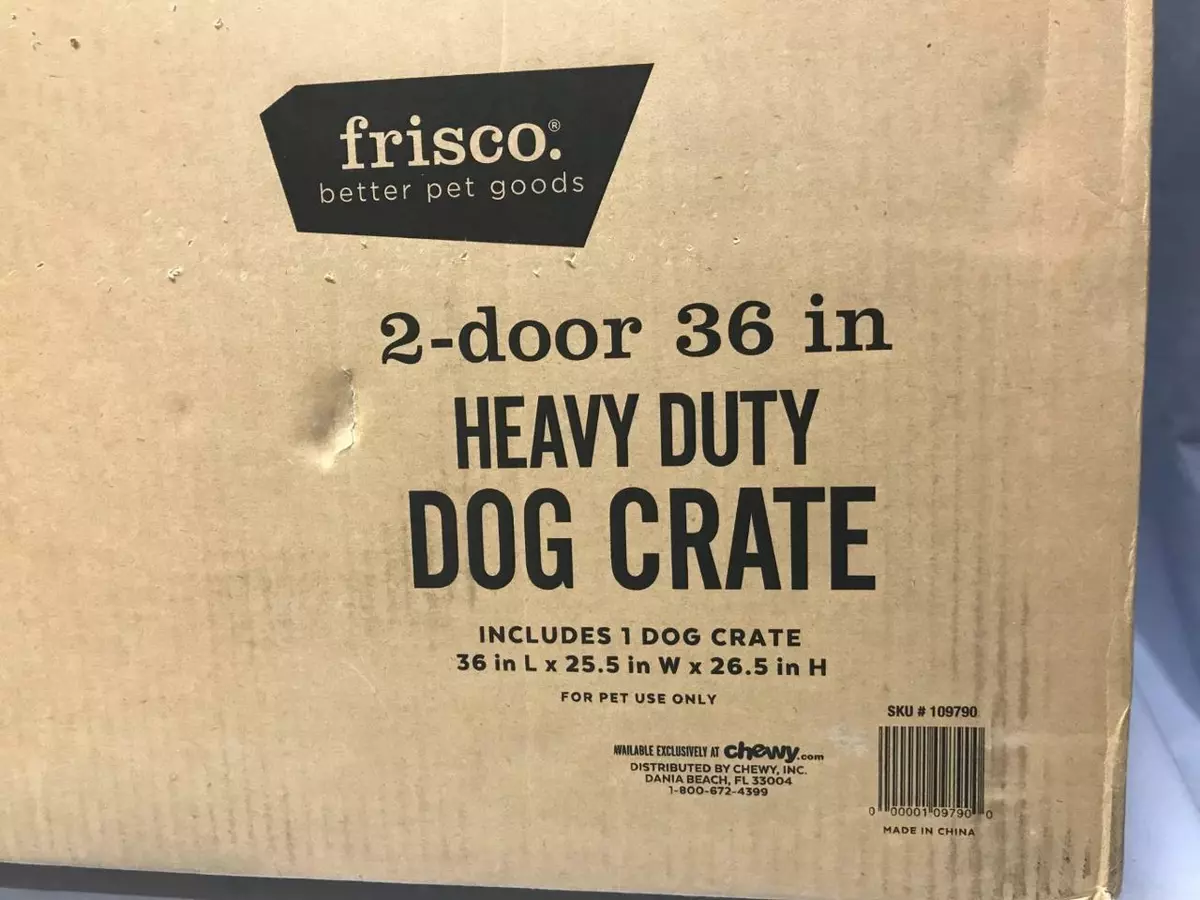 frisco.®
better pet goods
2-door 36 in
HEAVY DUTY
DOG CRATE
INCLUDES 1 DOG CRATE
36 in L x 25.5 in W x 26.5 in H
FOR PET USE ONLY
SKU # 109790
AVAILABLE EXCLUSIVELY AT chewy.com
DISTRIBUTED BY CHEWY, INC.
DANIA BEACH, FL 33004
1-800-672-4399
0 00001 09790 0
MADE IN CHINA